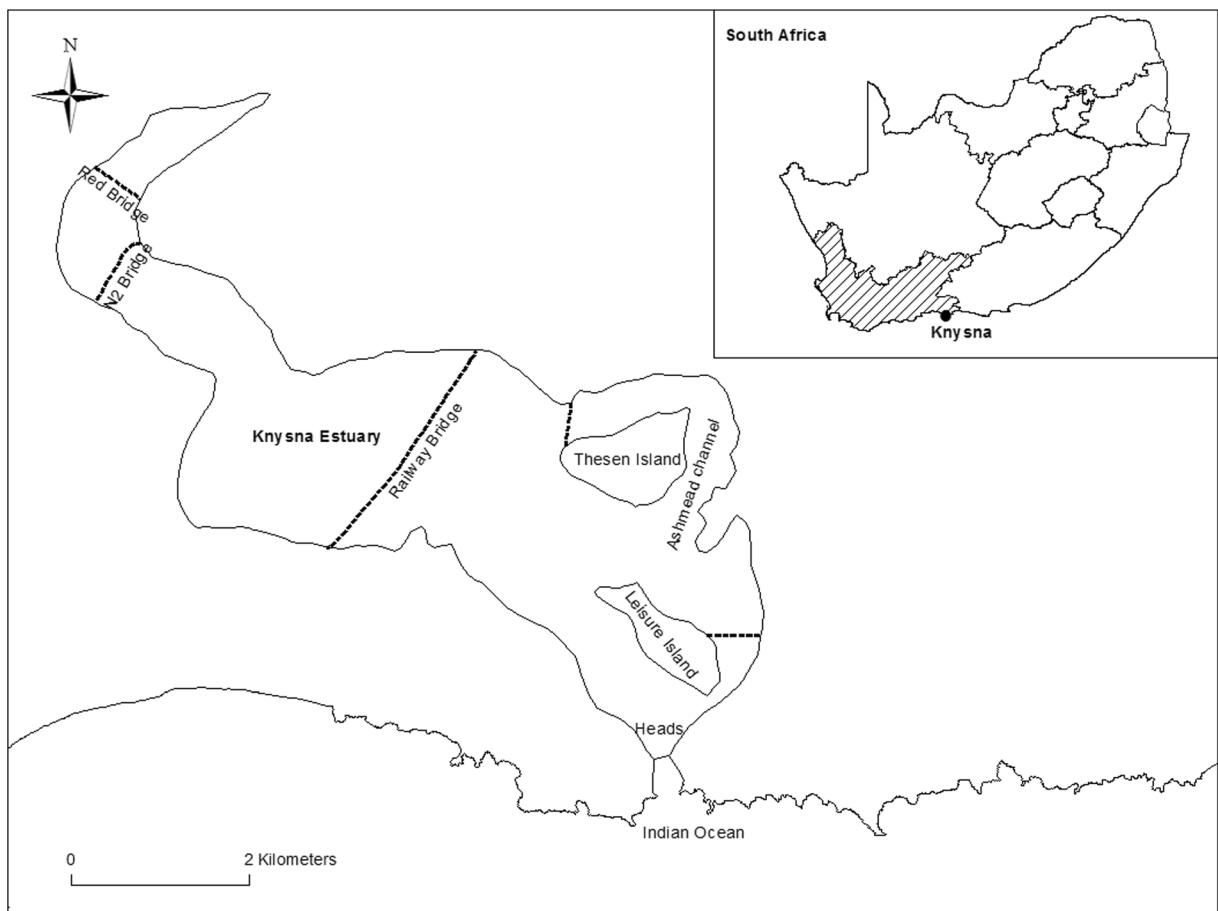 South Africa
N
Red Bridge
N2 Bridge
Knysna
Knysna Estuary
Railway Bridge
Thesen Island
Ashmead channel
Leisure Island
Heads
Indian Ocean
0 2 Kilometers